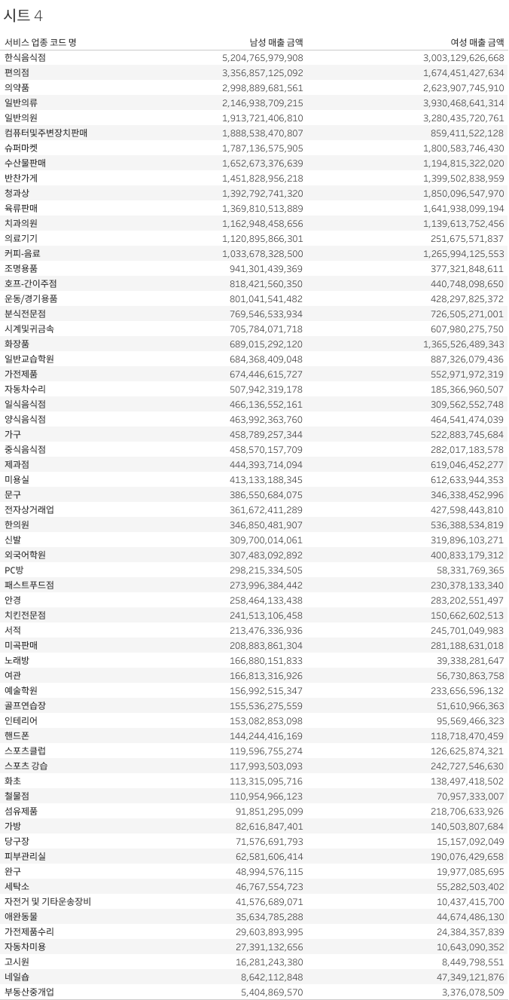 시트 4
서비스 업종 코드 명 남성 매출 금액 여성 매출 금액
한식음식점 5,204,765,979,908 3,003,129,626,668
편의점 3,356,857,125,092 1,674,451,427,634
의약품 2,998,889,681,561 2,623,907,745,910
일반의류 2,146,938,709,215 3,930,468,641,314
일반의원 1,913,721,406,810 3,280,435,720,761
컴퓨터및주변장치판매 1,888,538,470,807 859,411,522,128
슈퍼마켓 1,787,136,575,905 1,800,583,746,430
수산물판매 1,652,673,376,639 1,194,815,322,020
반찬가게 1,451,828,956,218 1,399,502,838,959
청과상 1,392,792,741,320 1,850,096,547,970
육류판매 1,369,810,513,889 1,641,938,099,194
치과의원 1,162,948,458,656 1,139,613,752,456
의료기기 1,120,895,866,301 251,675,571,837
커피-음료 1,033,678,328,500 1,265,994,125,553
조명용품 941,301,439,369 377,321,848,611
호프-간이주점 818,421,560,350 440,748,098,650
운동/경기용품 801,041,541,482 428,297,825,372
분식전문점 769,546,533,934 726,505,271,001
시계및귀금속 705,784,071,718 607,980,275,750
화장품 689,015,292,120 1,365,526,489,343
일반교습학원 684,368,409,048 887,326,079,436
가전제품 674,446,615,727 552,971,972,319
자동차수리 507,942,319,178 185,366,960,507
일식음식점 466,136,552,161 309,562,552,748
양식음식점 463,992,363,760 464,541,474,039
가구 458,789,257,344 522,883,745,684
중식음식점 458,570,157,709 282,017,183,578
제과점 444,393,714,094 619,046,452,277
미용실 413,133,188,345 612,633,944,353
문구 386,550,684,075 346,338,452,996
전자상거래업 361,672,411,289 427,598,443,810
한의원 346,850,481,907 536,388,534,819
신발 309,700,014,061 319,896,103,271
외국어학원 307,483,092,892 400,833,179,312
PC방 298,215,334,505 58,331,769,365
패스트푸드점 273,996,384,442 230,378,133,340
안경 258,464,133,438 283,202,551,497
치킨전문점 241,513,106,458 150,662,602,513
서적 213,476,336,936 245,701,049,983
미곡판매 208,883,861,304 281,188,631,018
노래방 166,880,151,833 39,338,281,647
여관 166,813,316,926 56,730,863,758
예술학원 156,992,515,347 233,656,596,132
골프연습장 155,536,275,559 51,610,966,363
인테리어 153,082,853,098 95,569,466,323
핸드폰 144,244,416,169 118,718,470,459
스포츠클럽 119,596,755,274 126,625,874,321
스포츠 강습 117,993,503,093 242,727,546,630
화초 113,315,095,716 138,497,418,502
철물점 110,954,966,123 70,957,333,007
섬유제품 91,851,295,099 218,706,633,926
가방 82,616,847,401 140,503,807,684
당구장 71,576,691,793 15,157,092,049
피부관리실 62,581,606,414 190,076,429,658
완구 48,994,576,115 19,977,085,695
세탁소 46,767,554,723 55,282,503,402
자전거 및 기타운송장비 41,576,689,071 10,437,415,700
애완동물 35,634,785,288 44,674,486,130
가전제품수리 29,603,893,995 24,384,357,839
자동차미용 27,391,132,656 10,643,090,352
고시원 16,281,243,380 8,449,798,551
네일숍 8,642,112,848 47,349,121,876
부동산중개업 5,404,869,570 3,376,078,509